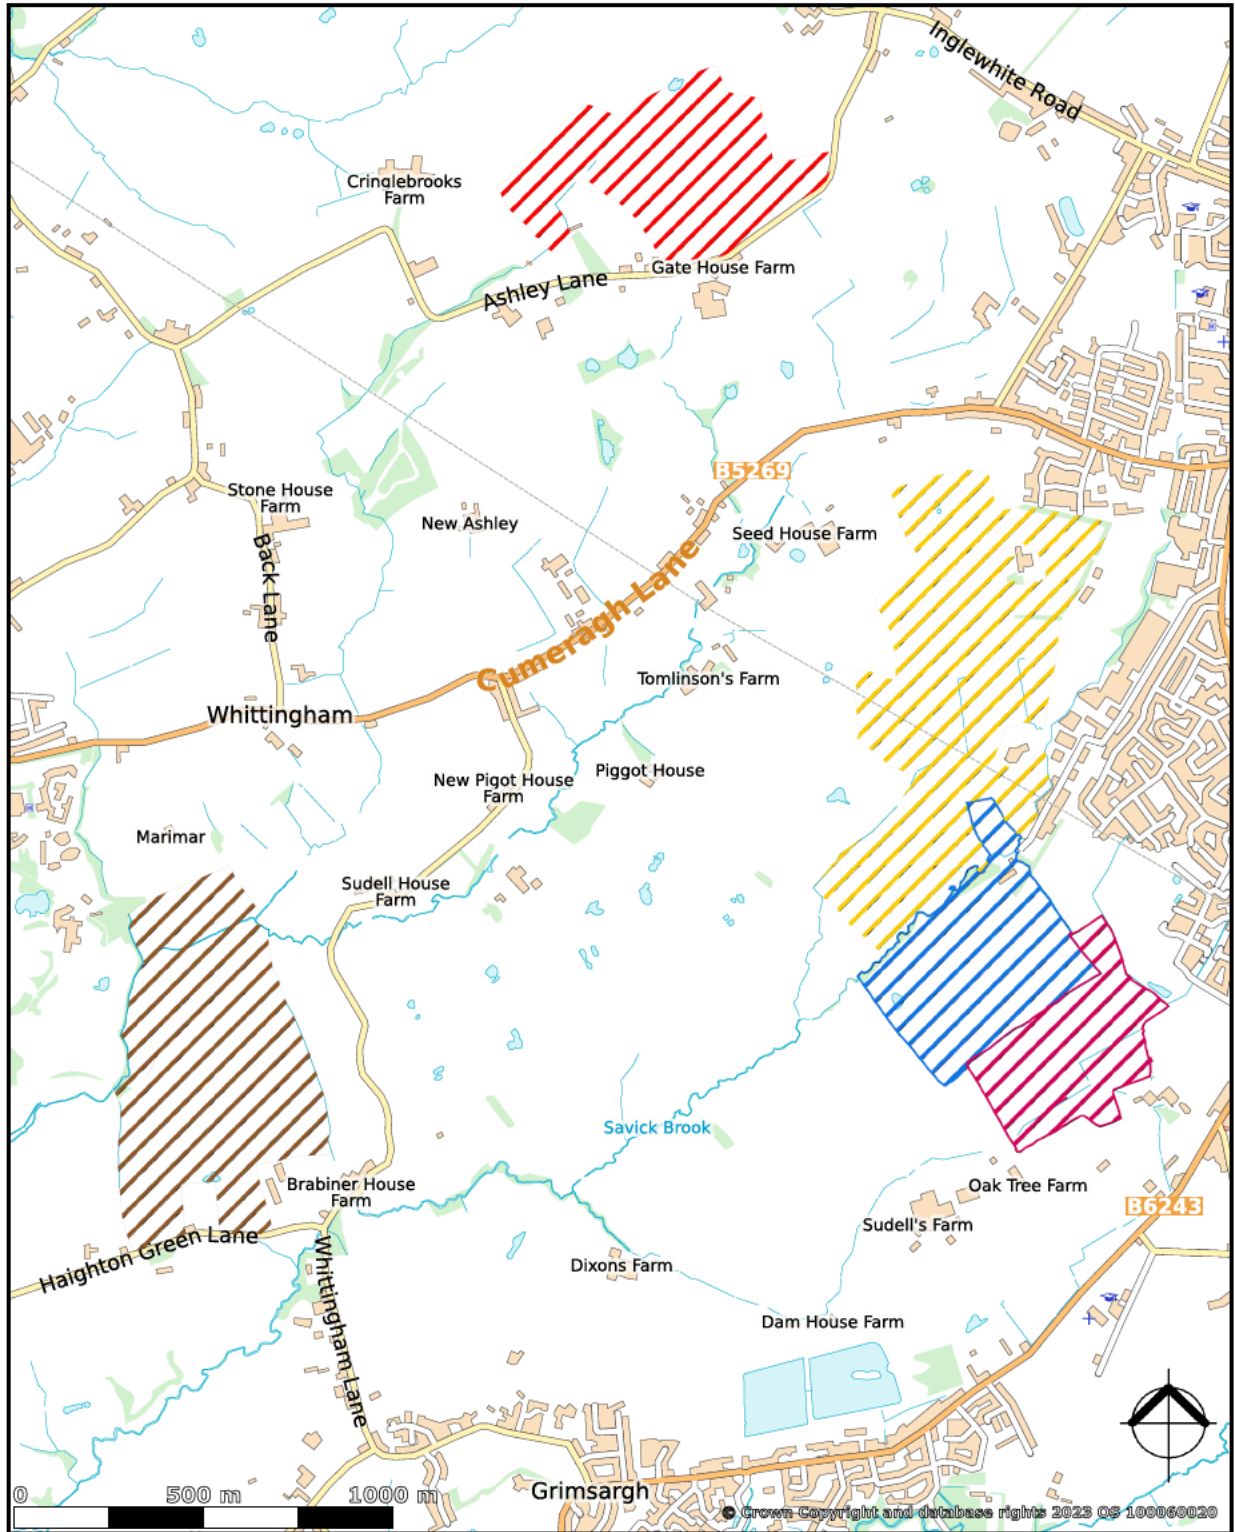 Inglewhite Road
Cringlebrooks
Farm
Gate House Farm
Ashley Lane
B5269
Stone House
Farm
New Ashley
Seed House Farm
Back Lane
Cumeragh Lane
Tomlinson's Farm
Whittingham
Piggot House
New Pigot House
Farm
Marimar
Sudell House
Farm
Savick Brook
Brabiner House
Farm
Oak Tree Farm
B6243
Sudell's Farm
Haighton Green Lane
Dixons Farm
Whittingham Lane
Dam House Farm
Grimsargh
0 500 m 1000 m
© Crown Copyright and database rights 2023 OS 100060020